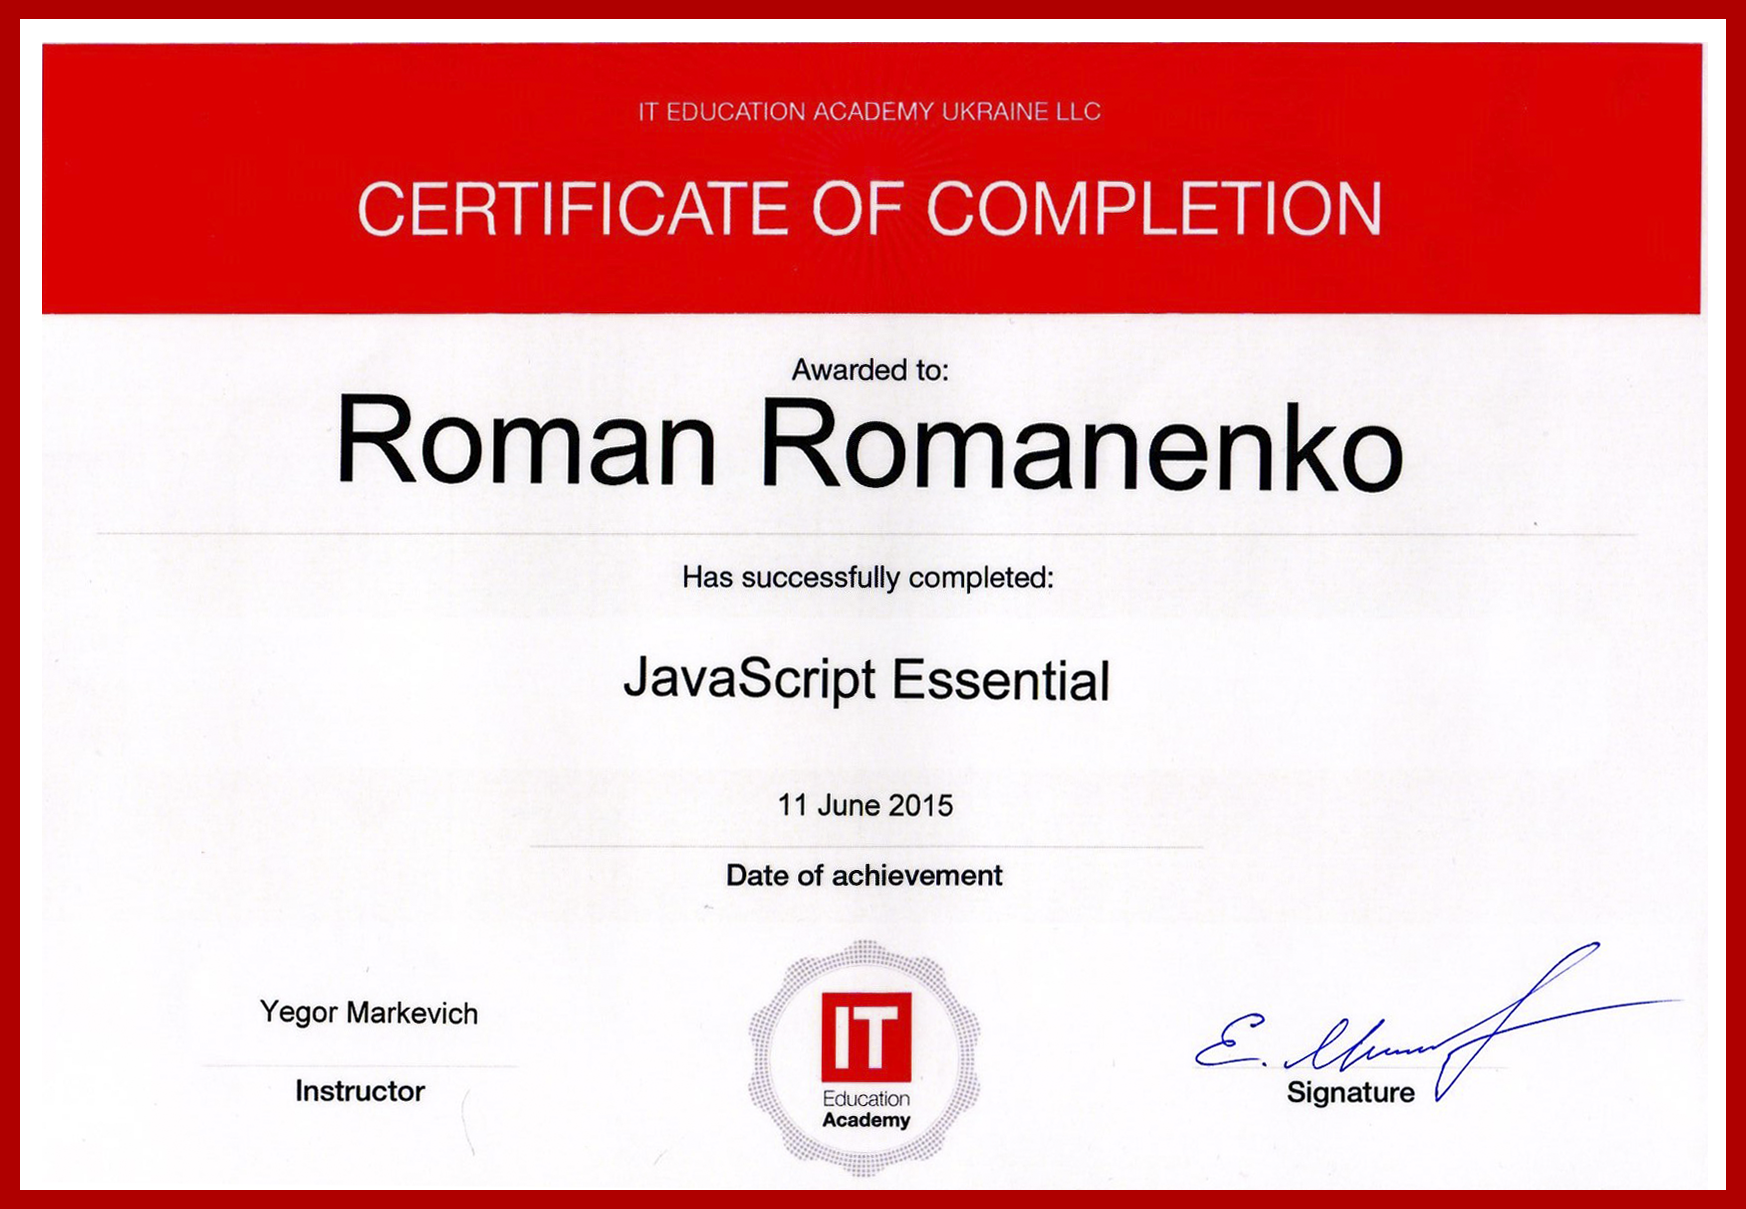 IT EDUCATION ACADEMY UKRAINE LLC
CERTIFICATE OF COMPLETION
Awarded to:
Roman Romanenko
Has successfully completed:
JavaScript Essential
11 June 2015
Date of achievement
Yegor Markevich
Instructor
IT
Education
Academy
E.
Signature